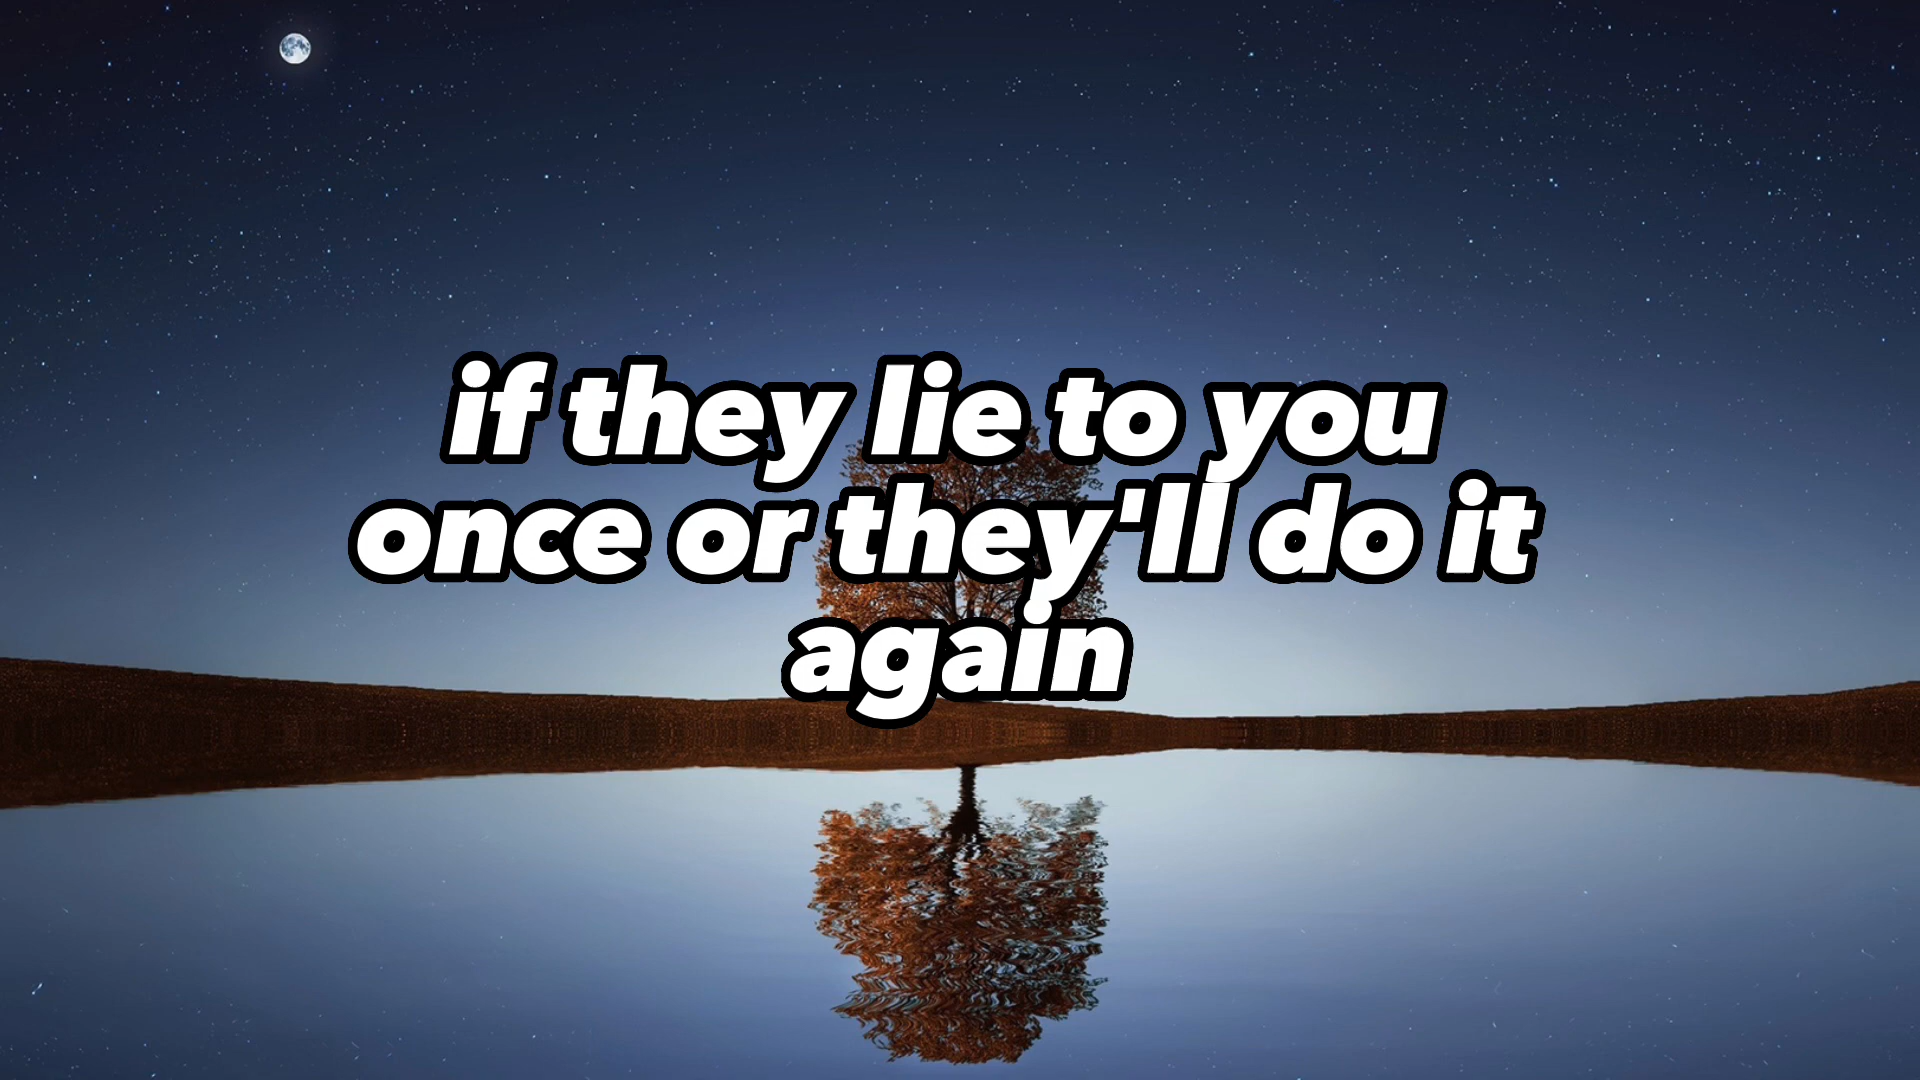 if they lie to you
once or they'll do it
again